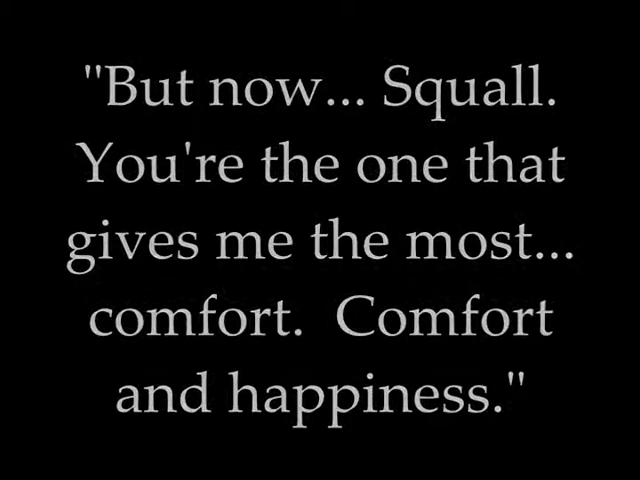 "But now... Squall.
You're the one that
gives me the most...
comfort.  Comfort
and happiness."